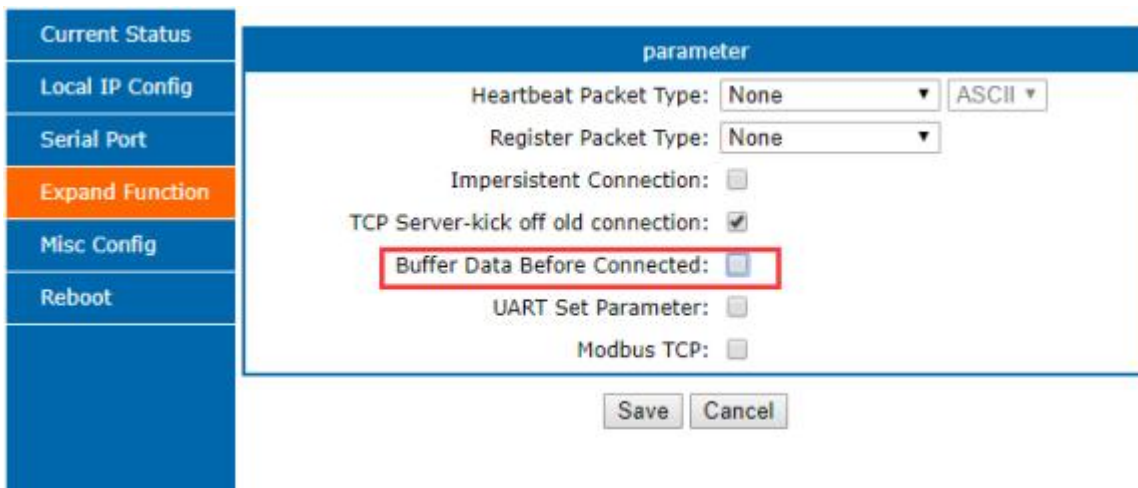 Current Status
Local IP Config
Serial Port
Expand Function
Misc Config
Reboot
parameter
Heartbeat Packet Type: None ASCII
Register Packet Type: None
Impersistent Connection:
TCP Server-kick off old connection:
Buffer Data Before Connected:
UART Set Parameter:
Modbus TCP:
Save Cancel